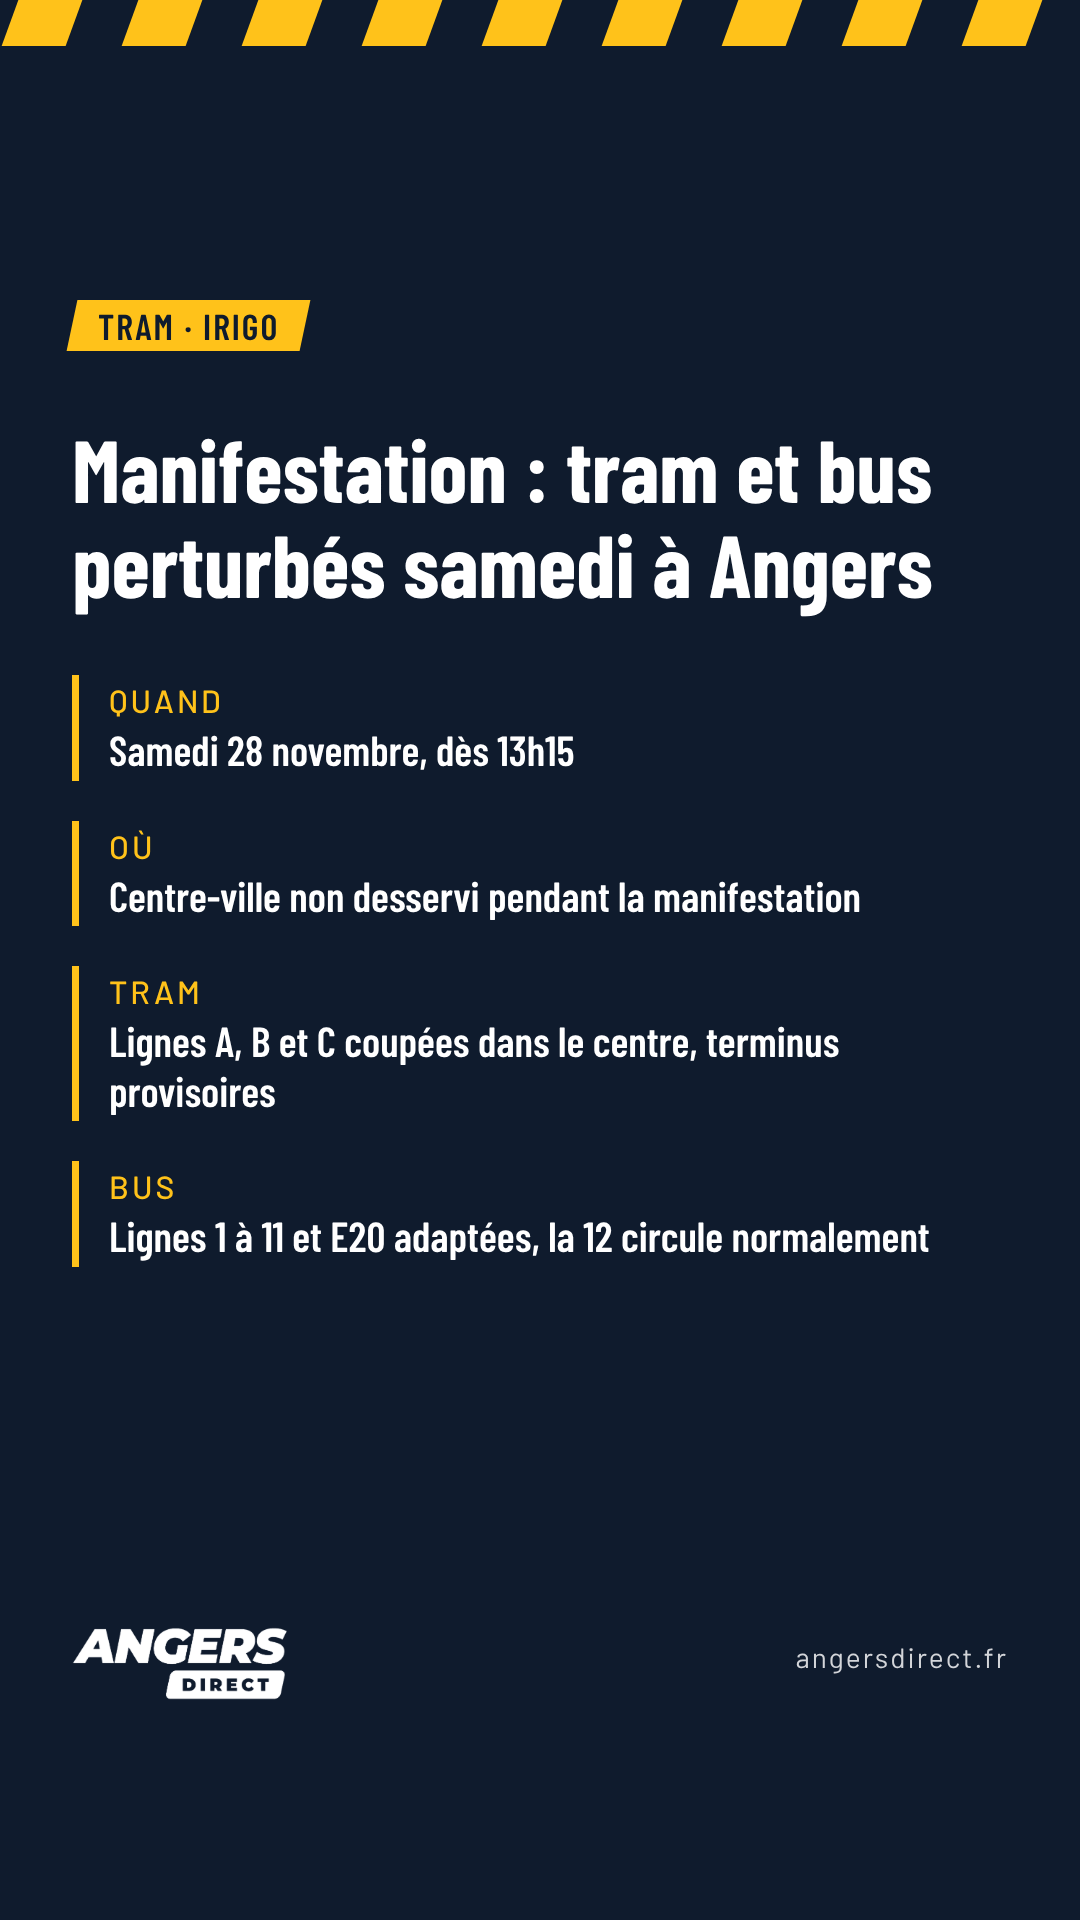 TRAM · IRIGO
Manifestation : tram et bus
perturbés samedi à Angers
QUAND
Samedi 28 novembre, dès 13h15
OÙ
Centre-ville non desservi pendant la manifestation
TRAM
Lignes A, B et C coupées dans le centre, terminus
provisoires
BUS
Lignes 1 à 11 et E20 adaptées, la 12 circule normalement
ANGERS
DIRECT
angersdirect.fr